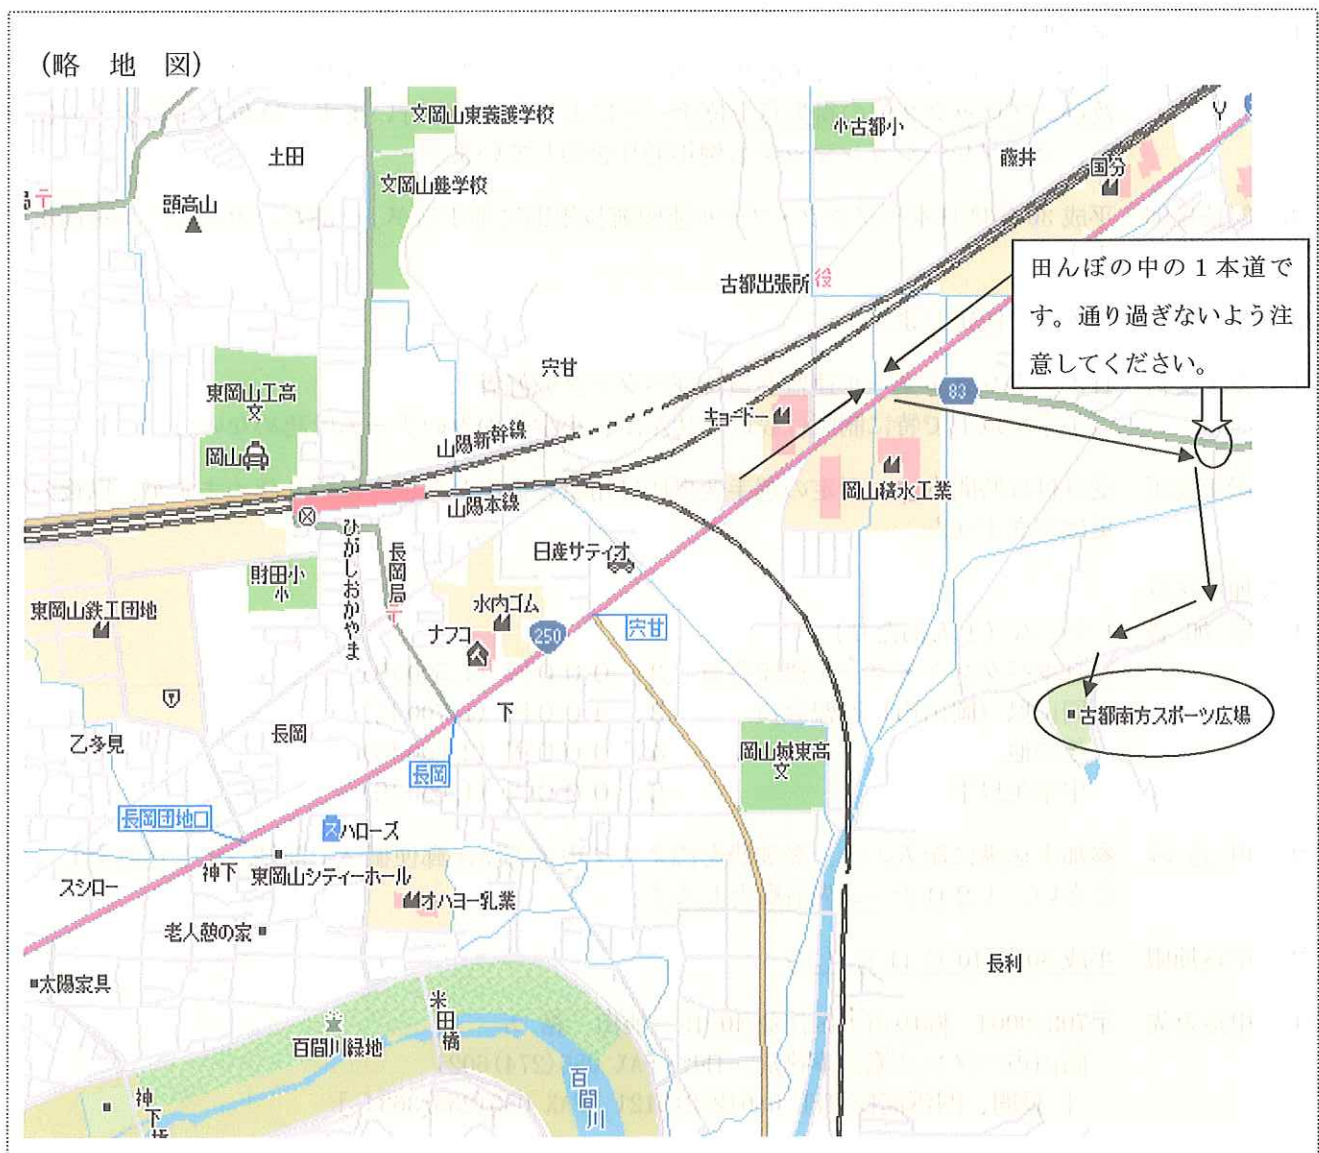 (略 地 図)
文岡山東養護学校
小古都小
土田
藤井
国分
文岡山聾学校
頭高山
古都出張所
役
田んぼの中の1本道で
す。通り過ぎないよう注
意してください。
穴甘
東岡山工高
文
83
キョードー
岡山
山陽新幹線
岡山積水工業
山陽本線
ひがしおかやま
長岡局
日産サティオ
財田小
小
水内ゴム
東岡山鉄工団地
ナフコ
250
穴甘
下
古都南方スポーツ広場
長岡
乙多見
岡山城東高
文
長岡
長岡団地口
ス
ハローズ
神下
東岡山シティーホール
スシロー
オハヨー乳業
老人憩の家
長利
太陽家具
米田橋
百間川緑地
百間川
神下橋